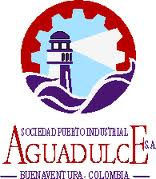 SOCIEDAD PUERTO INDUSTRIAL
AGUADULCE S.A.
BUENAVENTURA - COLOMBIA